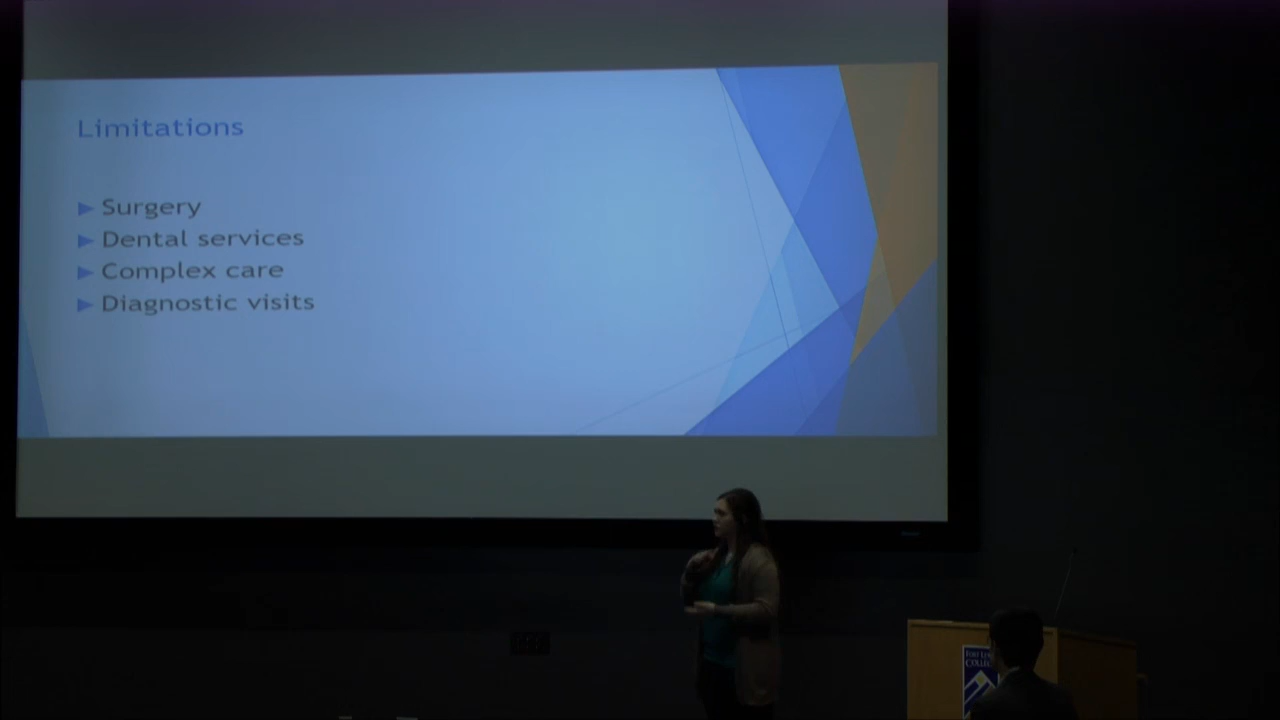 Limitations
Surgery
Dental services
Complex care
Diagnostic visits